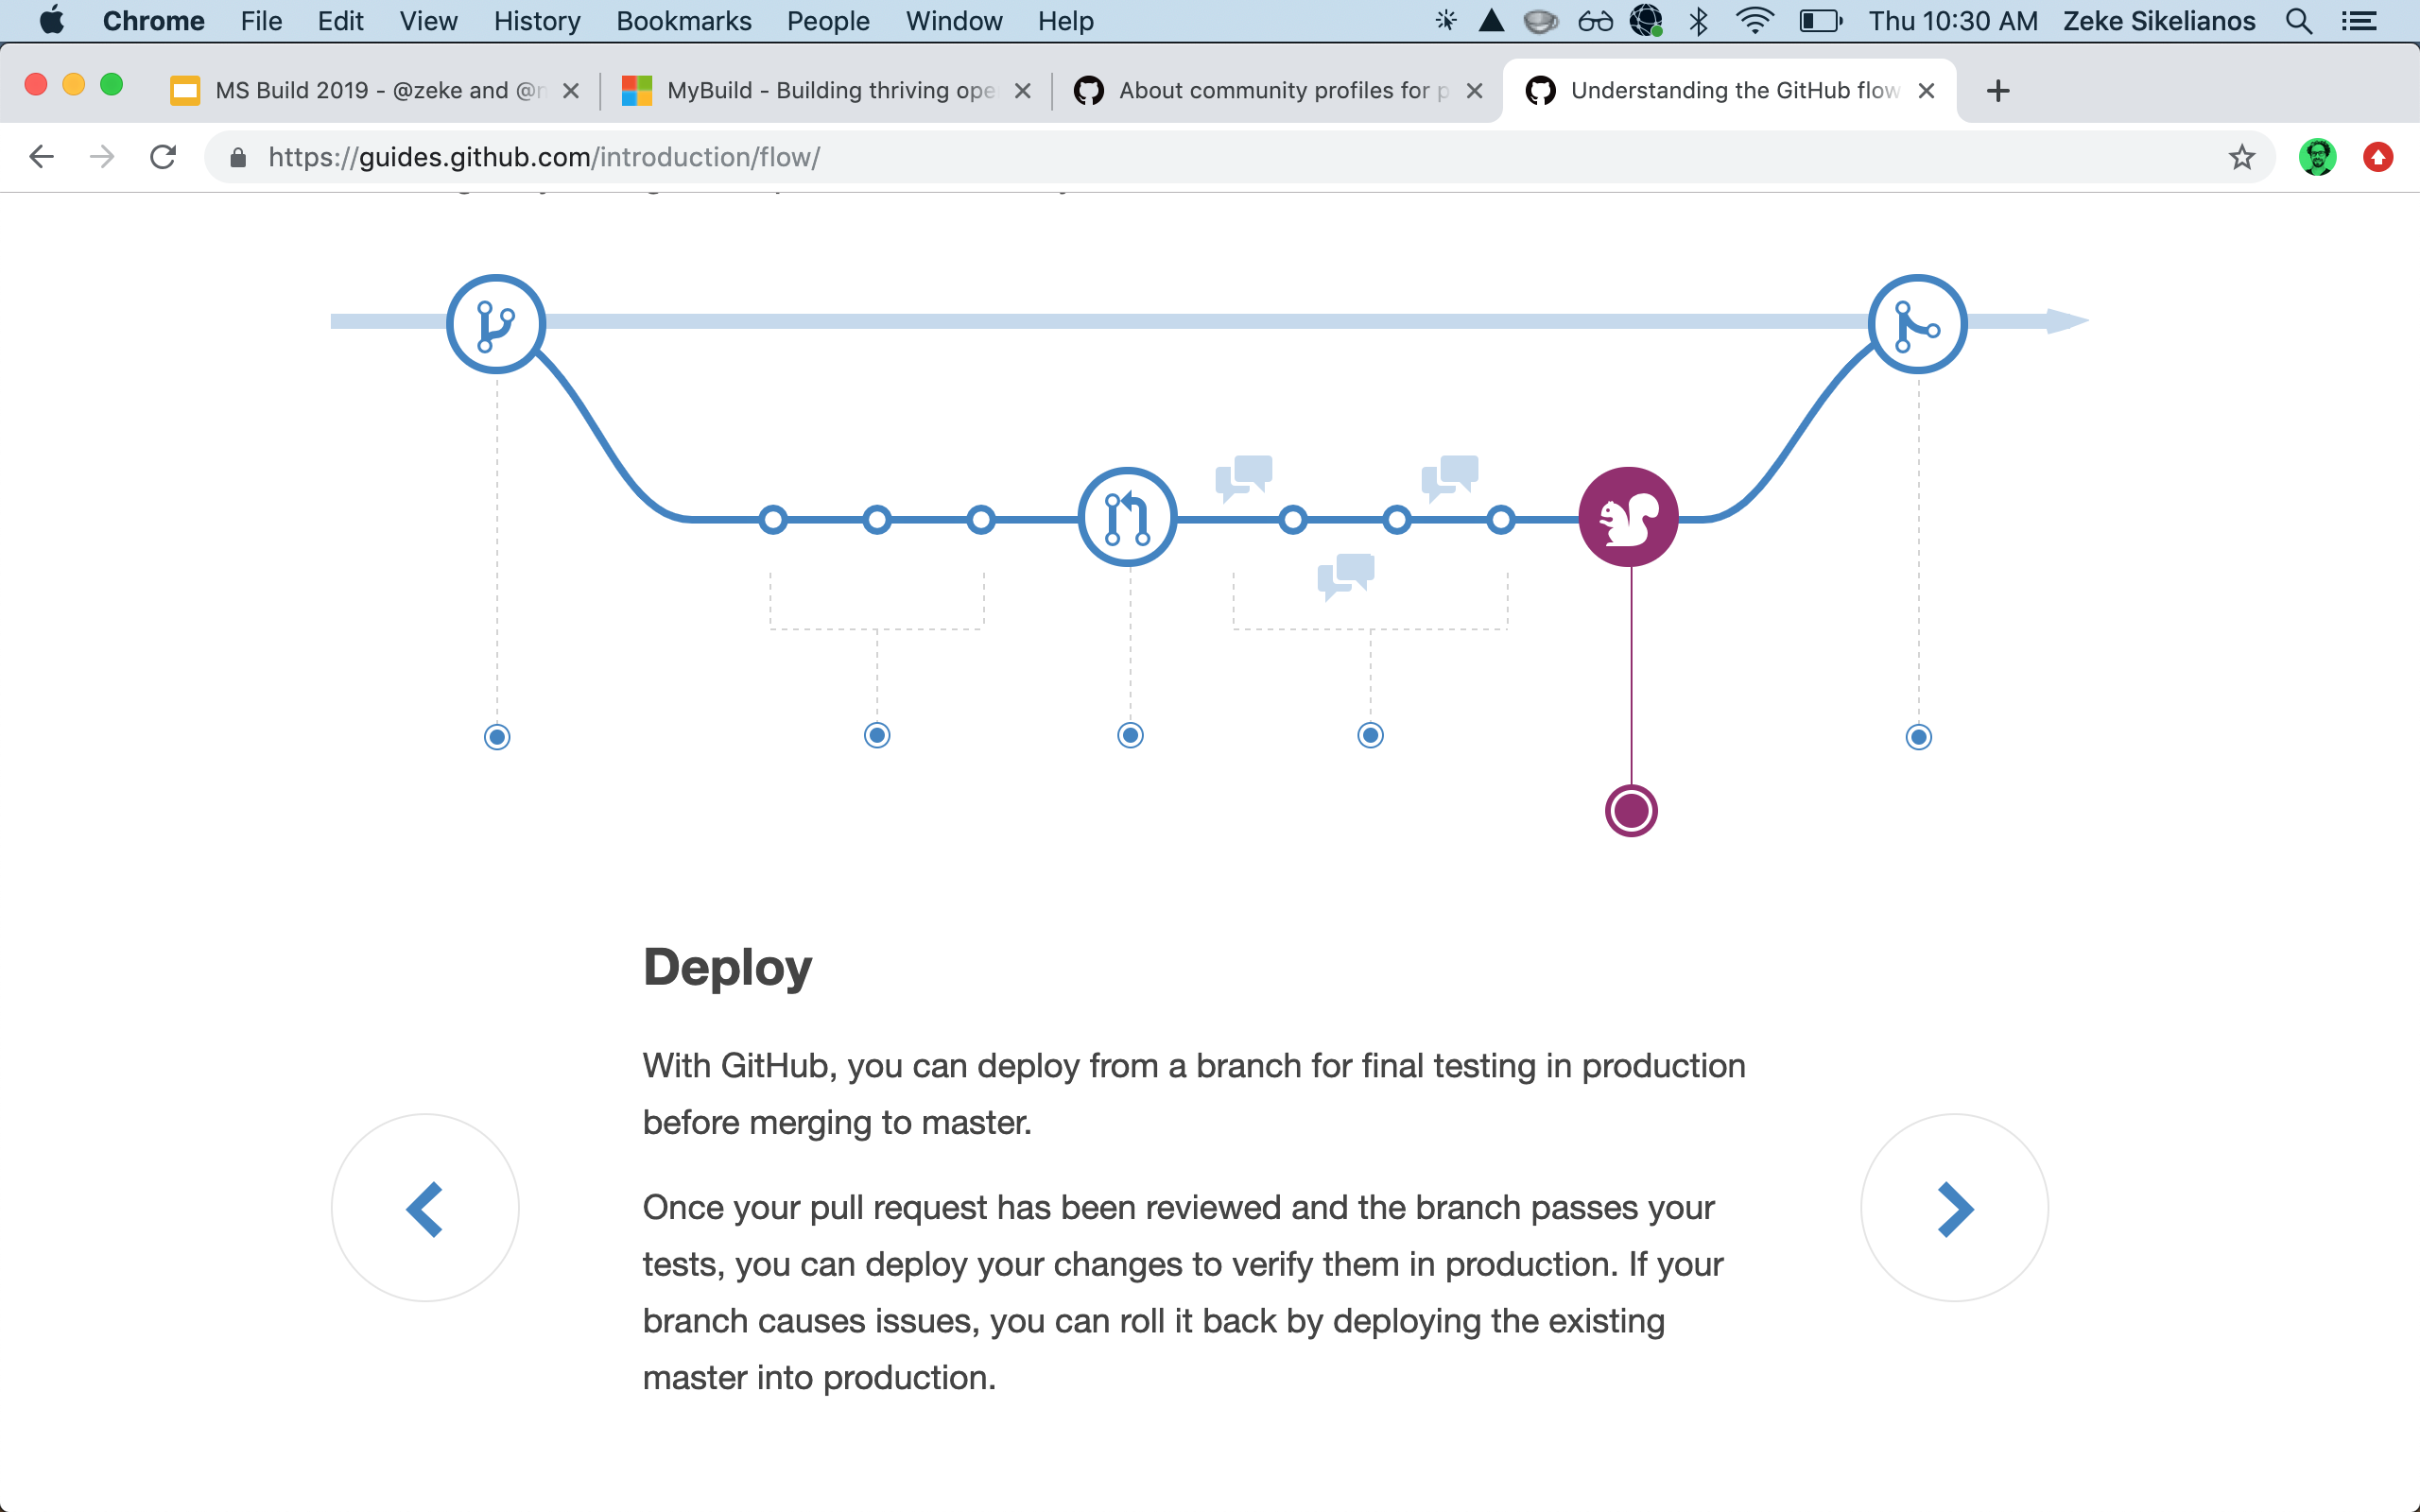 Chrome File Edit View History Bookmarks People Window Help Thu 10:30 AM Zeke Sikelianos
MS Build 2019 - @zeke and @ MyBuild - Building thriving ope About community profiles for p Understanding the GitHub flow
https://guides.github.com/introduction/flow/
Deploy
With GitHub, you can deploy from a branch for final testing in production
before merging to master.
Once your pull request has been reviewed and the branch passes your
tests, you can deploy your changes to verify them in production. If your
branch causes issues, you can roll it back by deploying the existing
master into production.